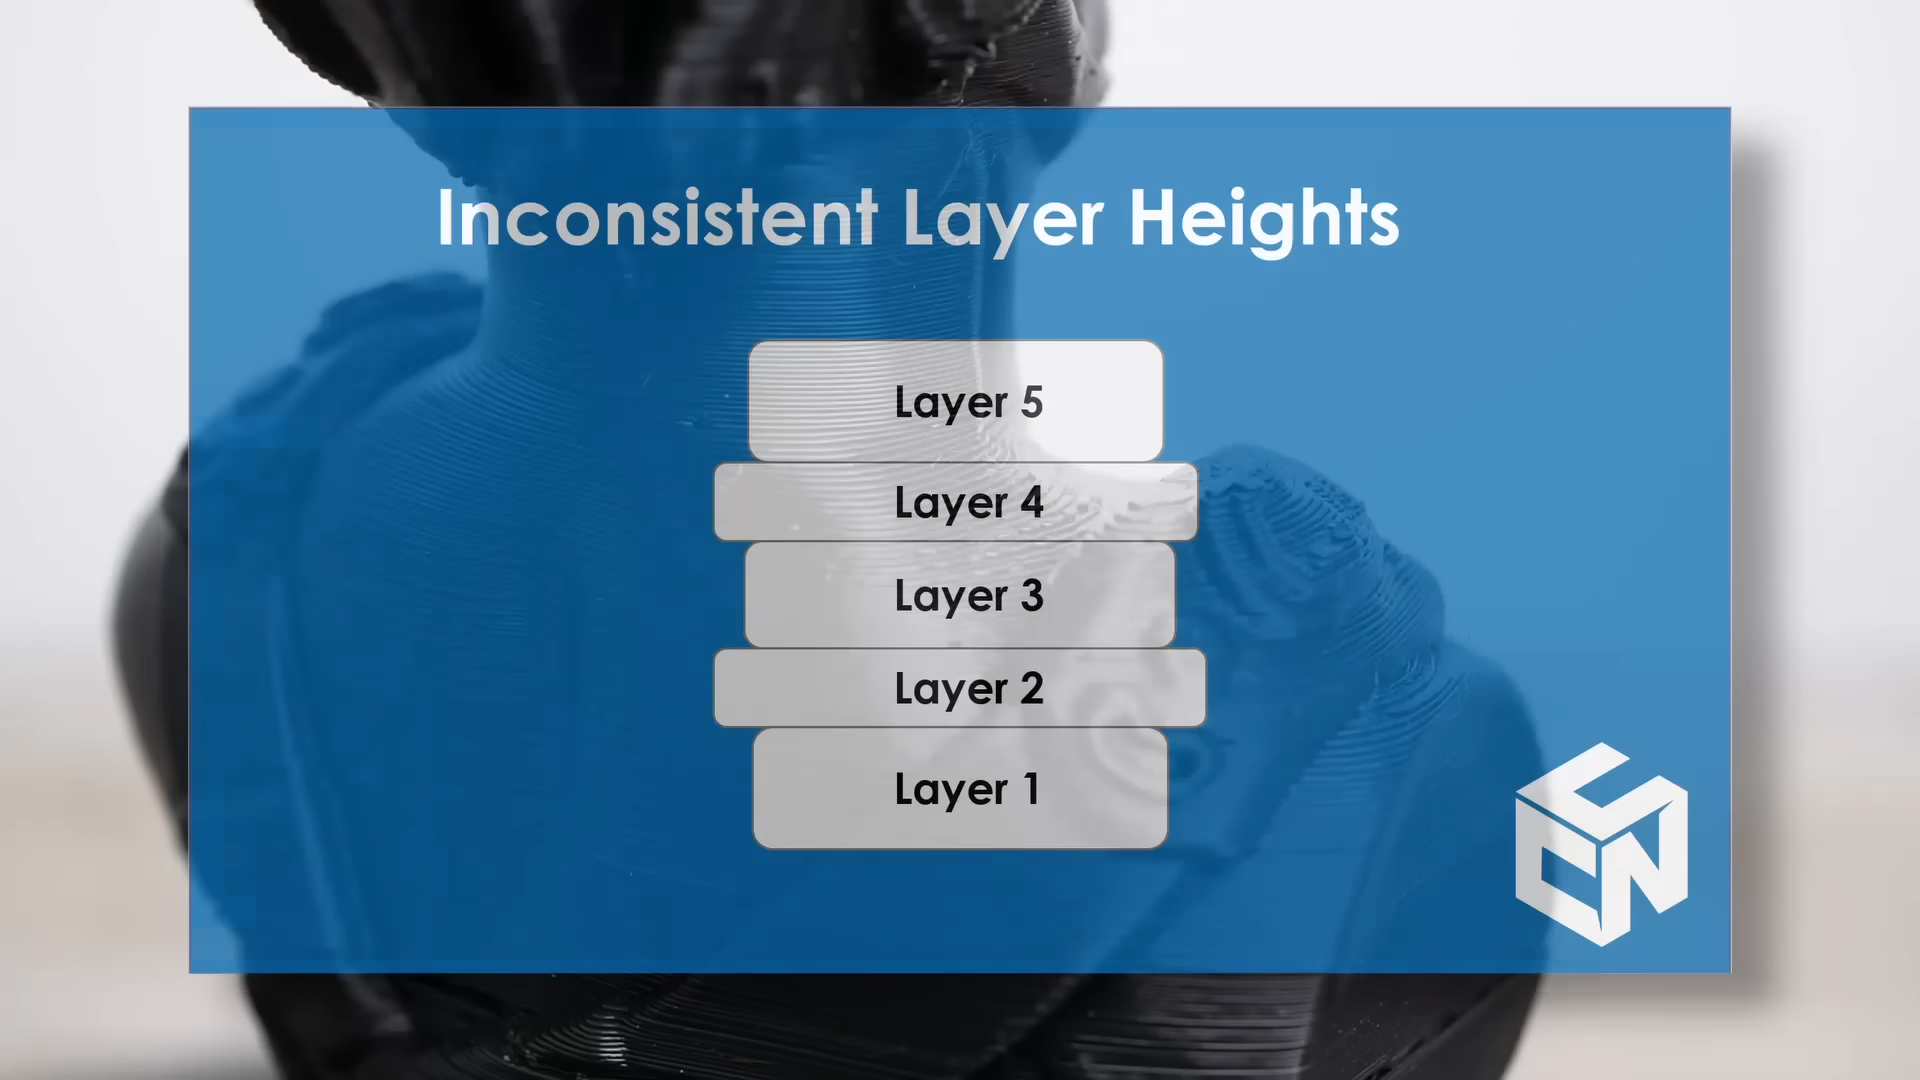 Inconsistent Layer Heights
Layer 5
Layer 4
Layer 3
Layer 2
Layer 1